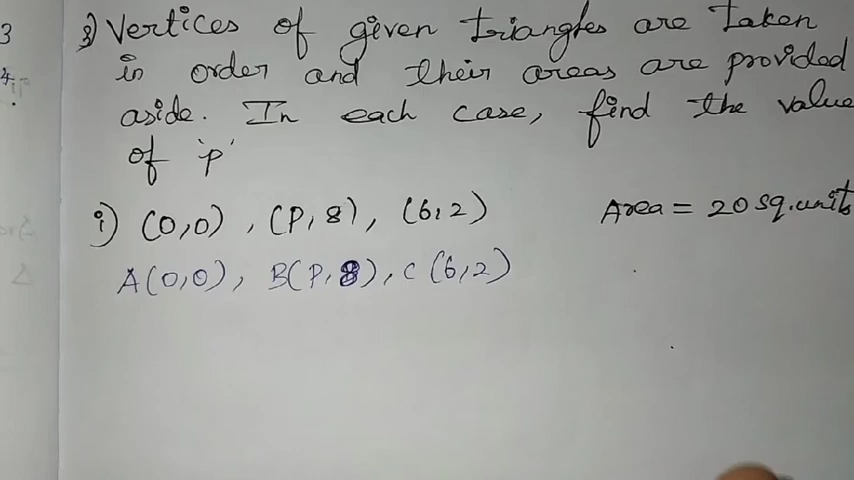 3) Vertices of given triangles are taken
in order and their areas are provided
aside. In each case, find the value
of 'p'
i) (0,0), (P,8), (6,2) Area = 20 sq.units
A(0,0), B(P,8), C(6,2)
3